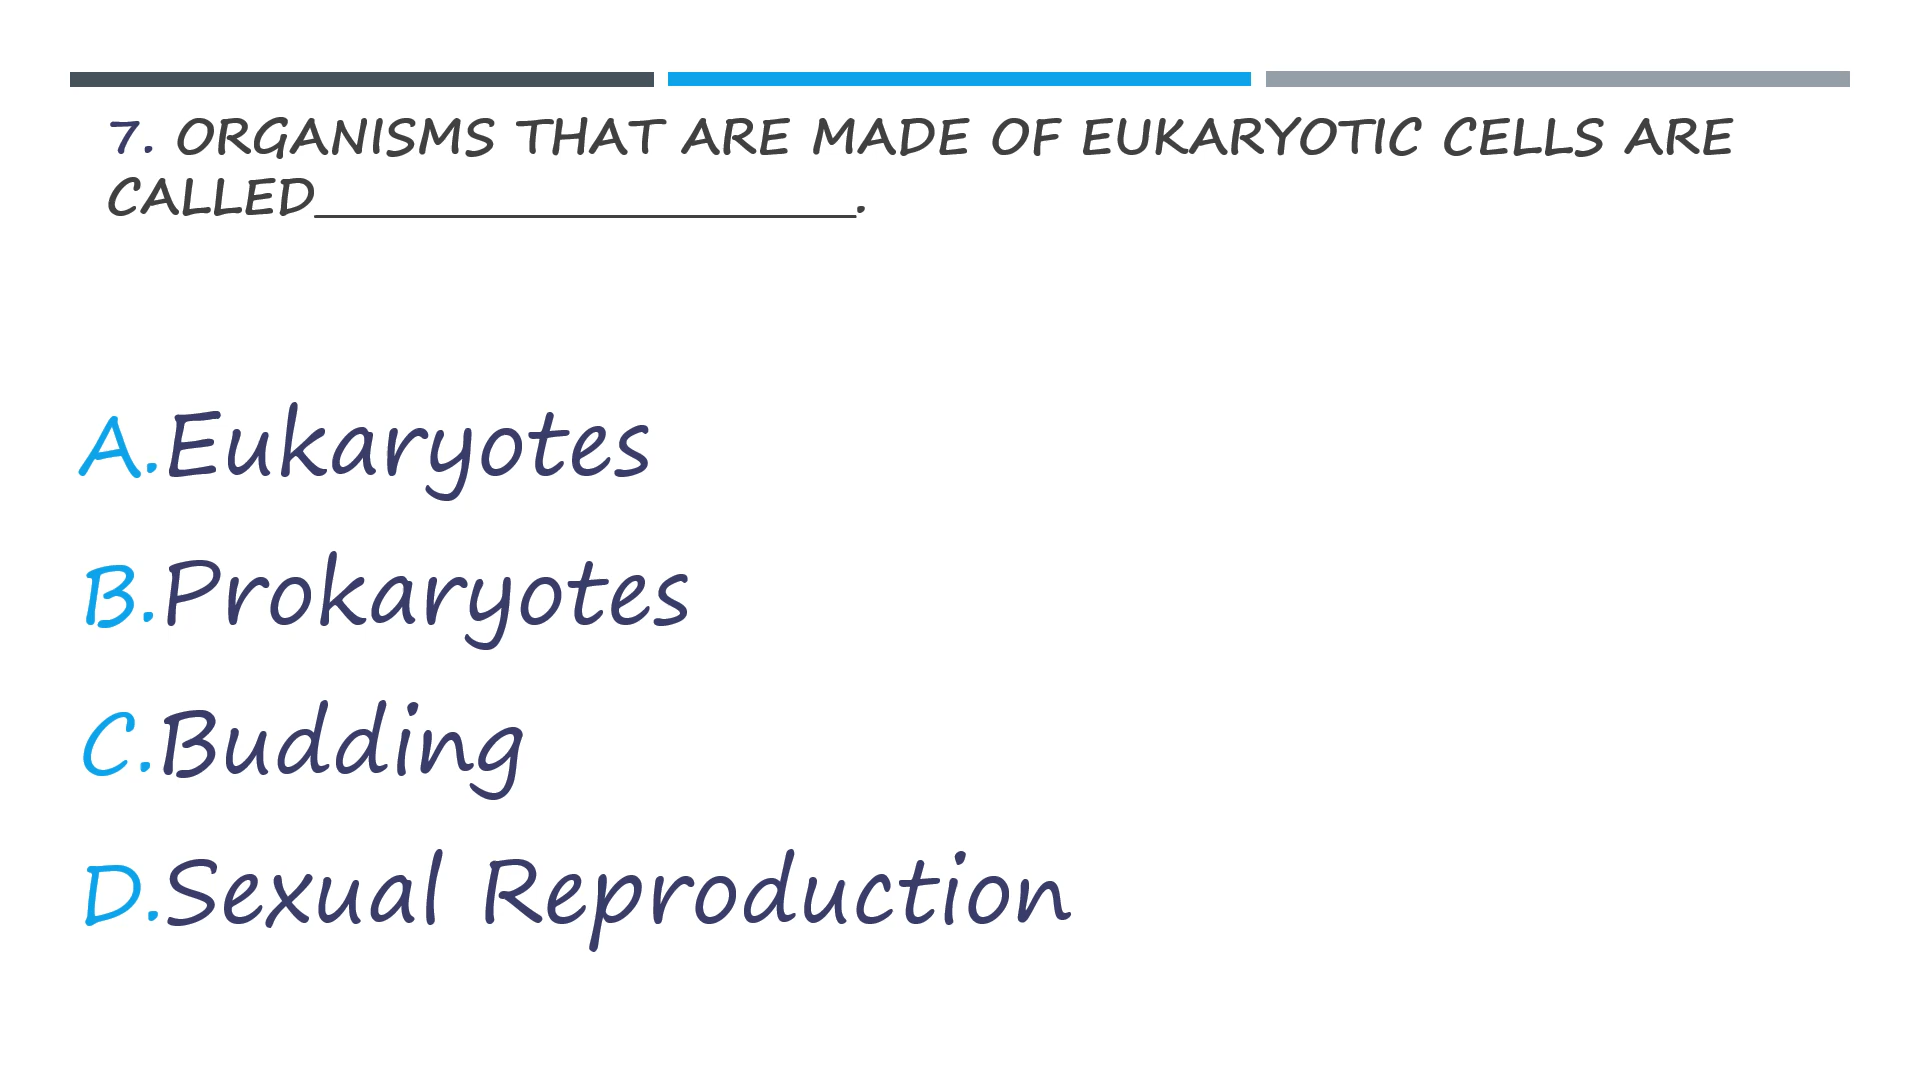 7. ORGANISMS THAT ARE MADE OF EUKARYOTIC CELLS ARE
CALLED____________________.
A.Eukaryotes
B.Prokaryotes
C.Budding
D.Sexual Reproduction